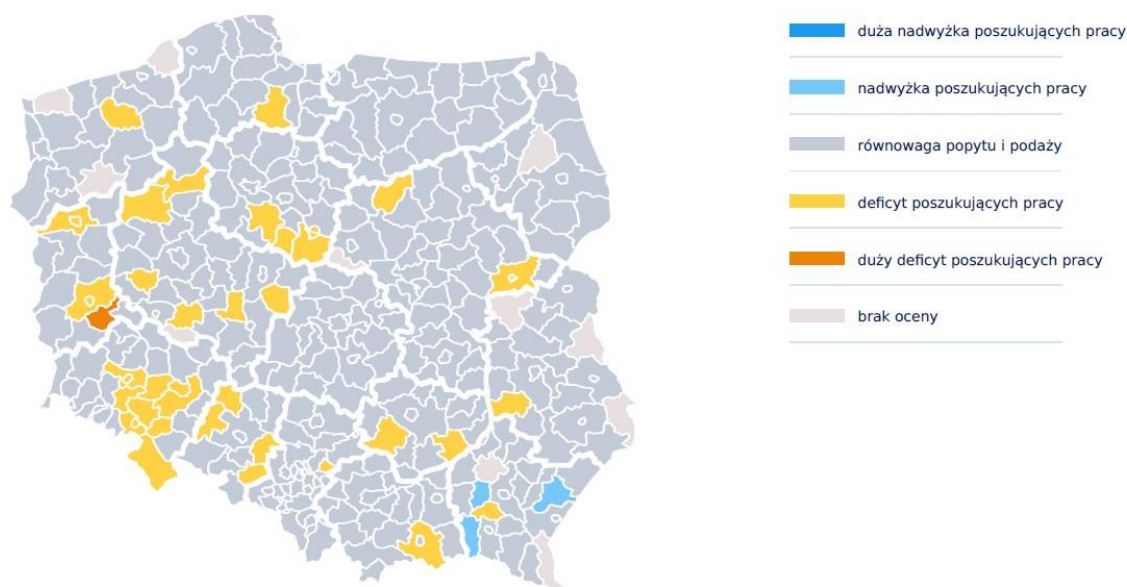 duża nadwyżka poszukujących pracy
nadwyżka poszukujących pracy
równowaga popytu i podaży
deficyt poszukujących pracy
duży deficyt poszukujących pracy
brak oceny